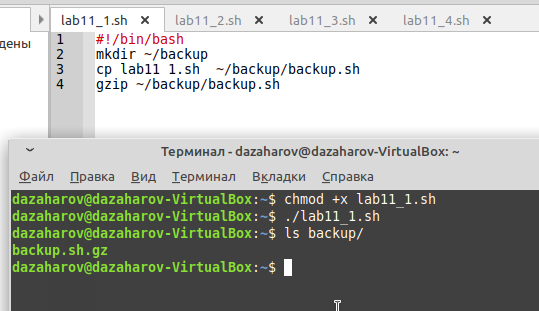 lab11_1.sh × lab11_2.sh × lab11_3.sh × lab11_4.sh ×
дены
1 #!/bin/bash
2 mkdir ~/backup
3 cp lab11_1.sh  ~/backup/backup.sh
4 gzip ~/backup/backup.sh
Терминал - dazaharov@dazaharov-VirtualBox: ~
Файл Правка Вид Терминал Вкладки Справка
dazaharov@dazaharov-VirtualBox:~$ chmod +x lab11_1.sh
dazaharov@dazaharov-VirtualBox:~$ ./lab11_1.sh
dazaharov@dazaharov-VirtualBox:~$ ls backup/
backup.sh.gz
dazaharov@dazaharov-VirtualBox:~$